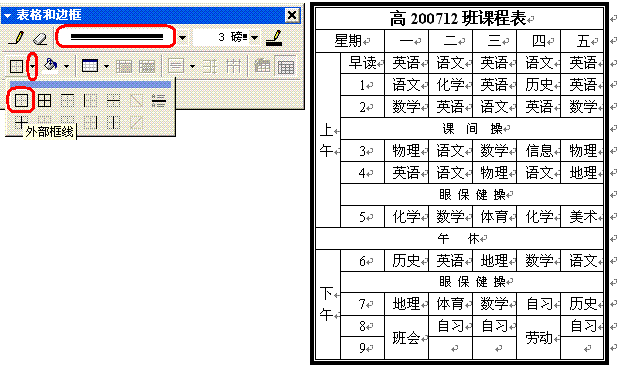 表格和边框
3 磅
外部框线
高 200712 班课程表
星期 一 二 三 四 五
上午
早读 英语 语文 英语 语文 英语
1 语文 化学 英语 历史 英语
2 数学 英语 语文 英语 数学
课 间 操
3 物理 语文 数学 信息 物理
4 英语 语文 物理 语文 地理
眼 保 健 操
5 化学 数学 体育 化学 美术
午 休
下午
6 历史 英语 地理 数学 语文
眼 保 健 操
7 地理 体育 数学 自习 历史
8 班会 自习 自习 劳动 自习
9